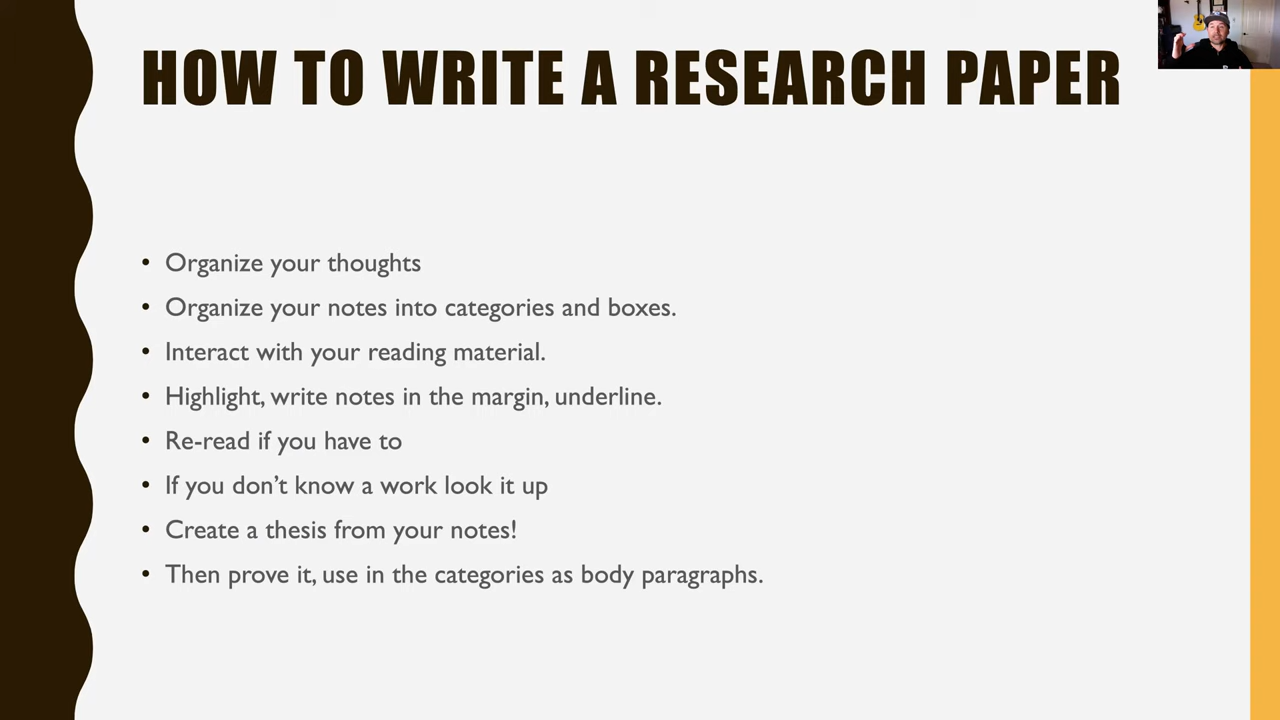 HOW TO WRITE A RESEARCH PAPER
• Organize your thoughts
• Organize your notes into categories and boxes.
• Interact with your reading material.
• Highlight, write notes in the margin, underline.
• Re-read if you have to
• If you don’t know a work look it up
• Create a thesis from your notes!
• Then prove it, use in the categories as body paragraphs.